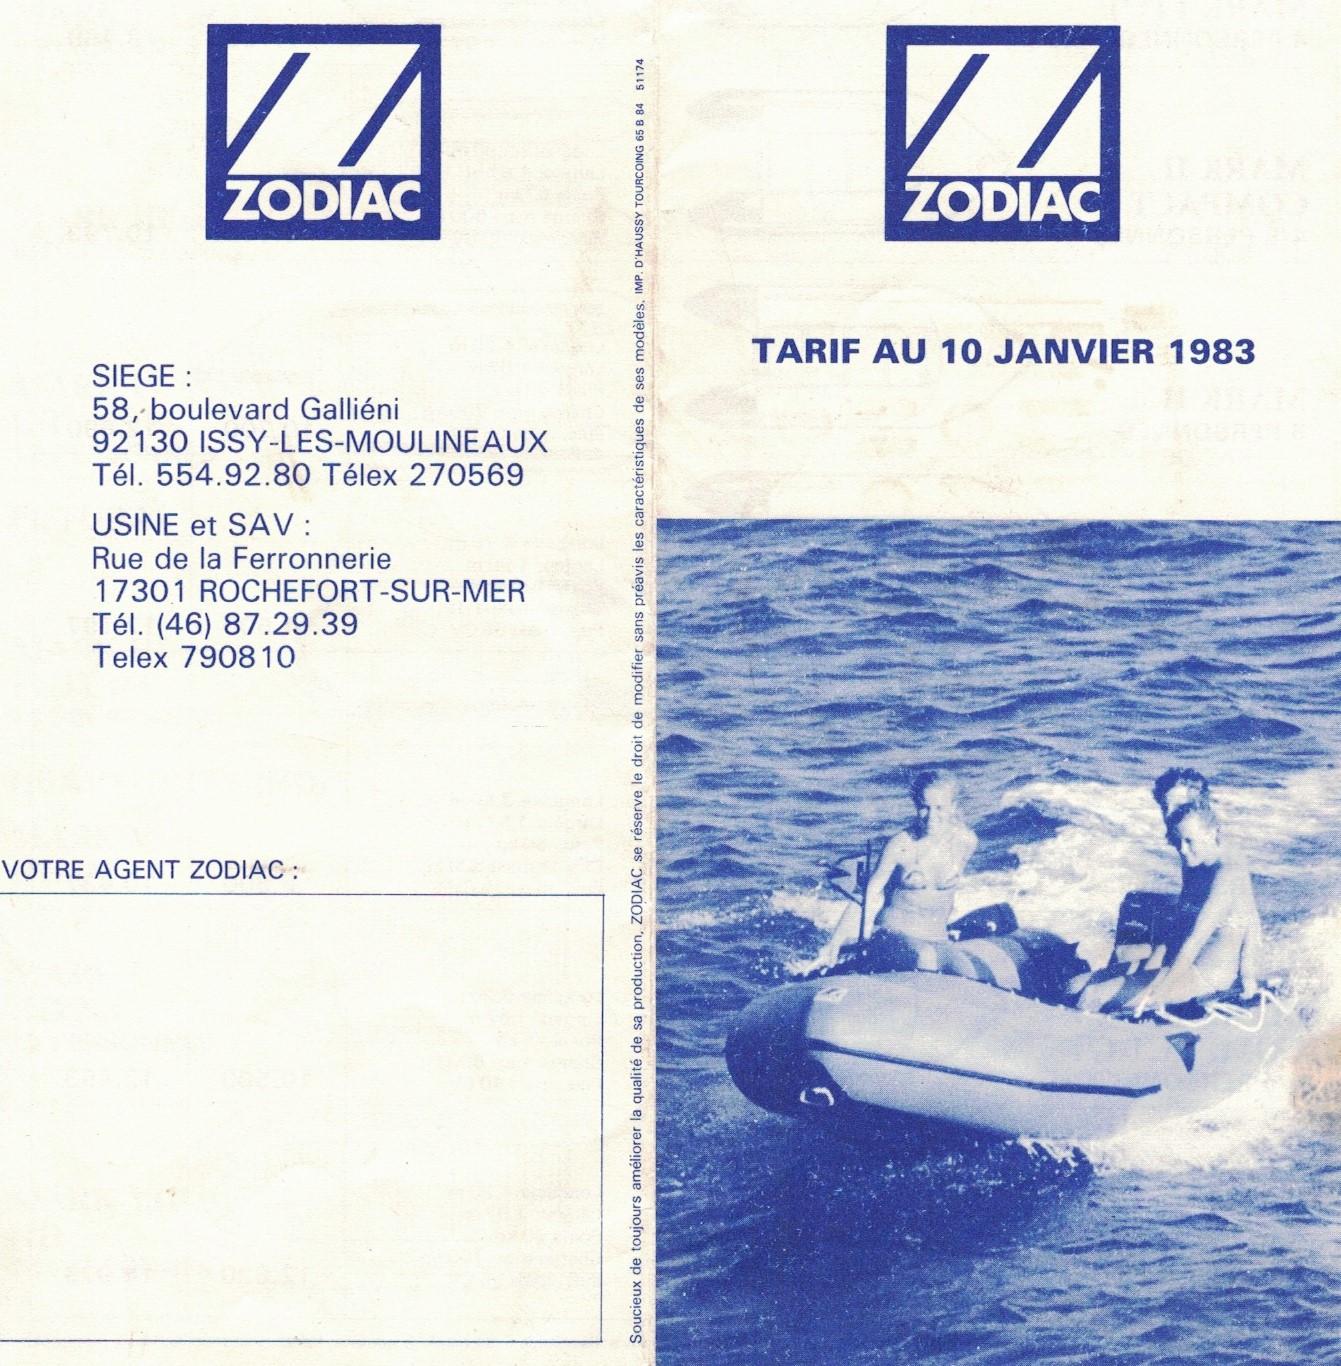 ZODIAC
SIEGE :
58, boulevard Galliéni
92130 ISSY-LES-MOULINEAUX
Tél. 554.92.80 Télex 270569
USINE et SAV :
Rue de la Ferronnerie
17301 ROCHEFORT-SUR-MER
Tél. (46) 87.29.39
Telex 790810
VOTRE AGENT ZODIAC :
Soucieux de toujours améliorer la qualité de sa production, ZODIAC se réserve le droit de modifier sans préavis les caractéristiques de ses modèles. IMP. D'HAUSSY TOURCOING 65 B 84 51174
ZODIAC
TARIF AU 10 JANVIER 1983